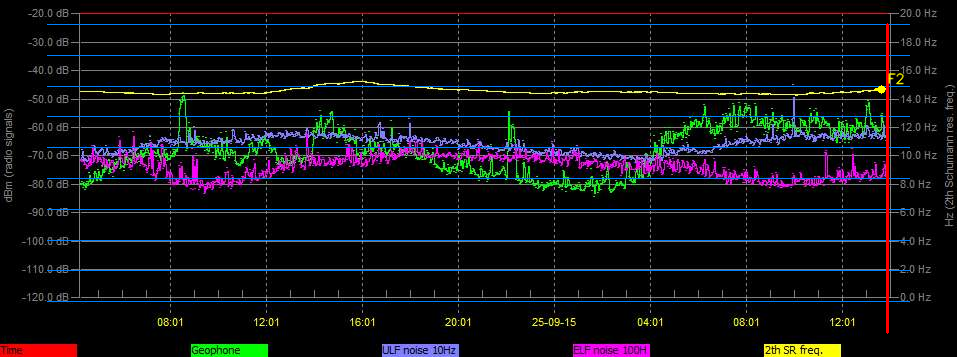 -20.0 dB 20.0 Hz
-30.0 dB 18.0 Hz
-40.0 dB 16.0 Hz
F2
-50.0 dB 14.0 Hz
-60.0 dB 12.0 Hz
-70.0 dB 10.0 Hz
-80.0 dB 8.0 Hz
-90.0 dB 6.0 Hz
-100.0 dB 4.0 Hz
-110.0 dB 2.0 Hz
-120.0 dB 0.0 Hz
dBm (radio signals)
Hz (2th Schumann res. freq.)
08:01 12:01 16:01 20:01 25-09-15 04:01 08:01 12:01
Time Geophone ULF noise 10Hz ELF noise 100H 2th SR freq.